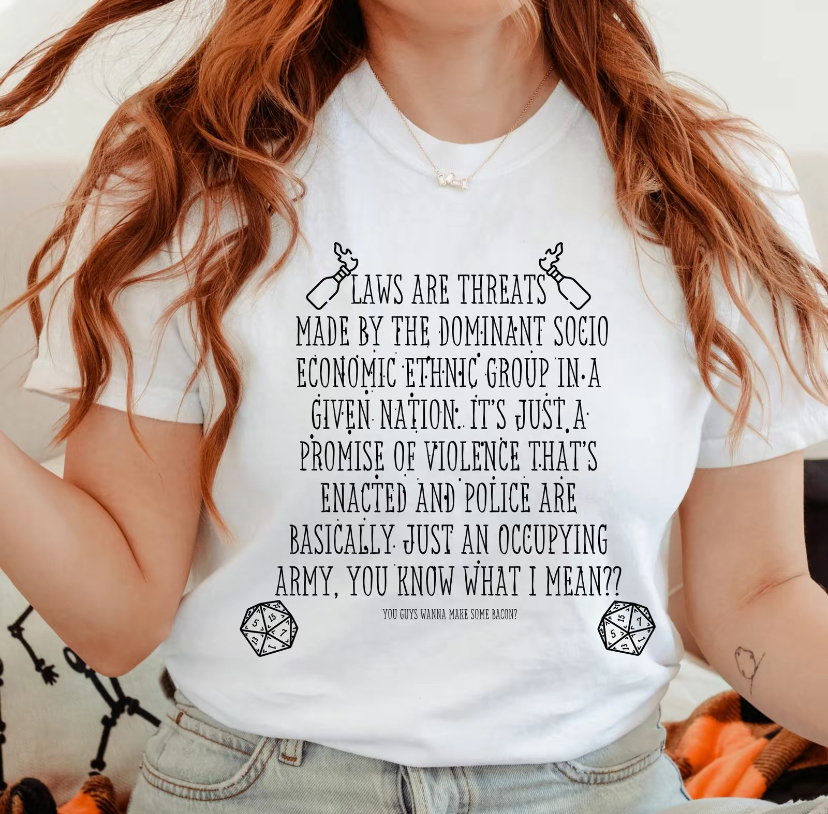 LAWS ARE THREATS
MADE BY THE DOMINANT SOCIO
ECONOMIC ETHNIC GROUP IN A
GIVEN NATION. IT'S JUST A
PROMISE OF VIOLENCE THAT'S
ENACTED AND POLICE ARE
BASICALLY JUST AN OCCUPYING
ARMY, YOU KNOW WHAT I MEAN??
YOU GUYS WANNA MAKE SOME BACON?